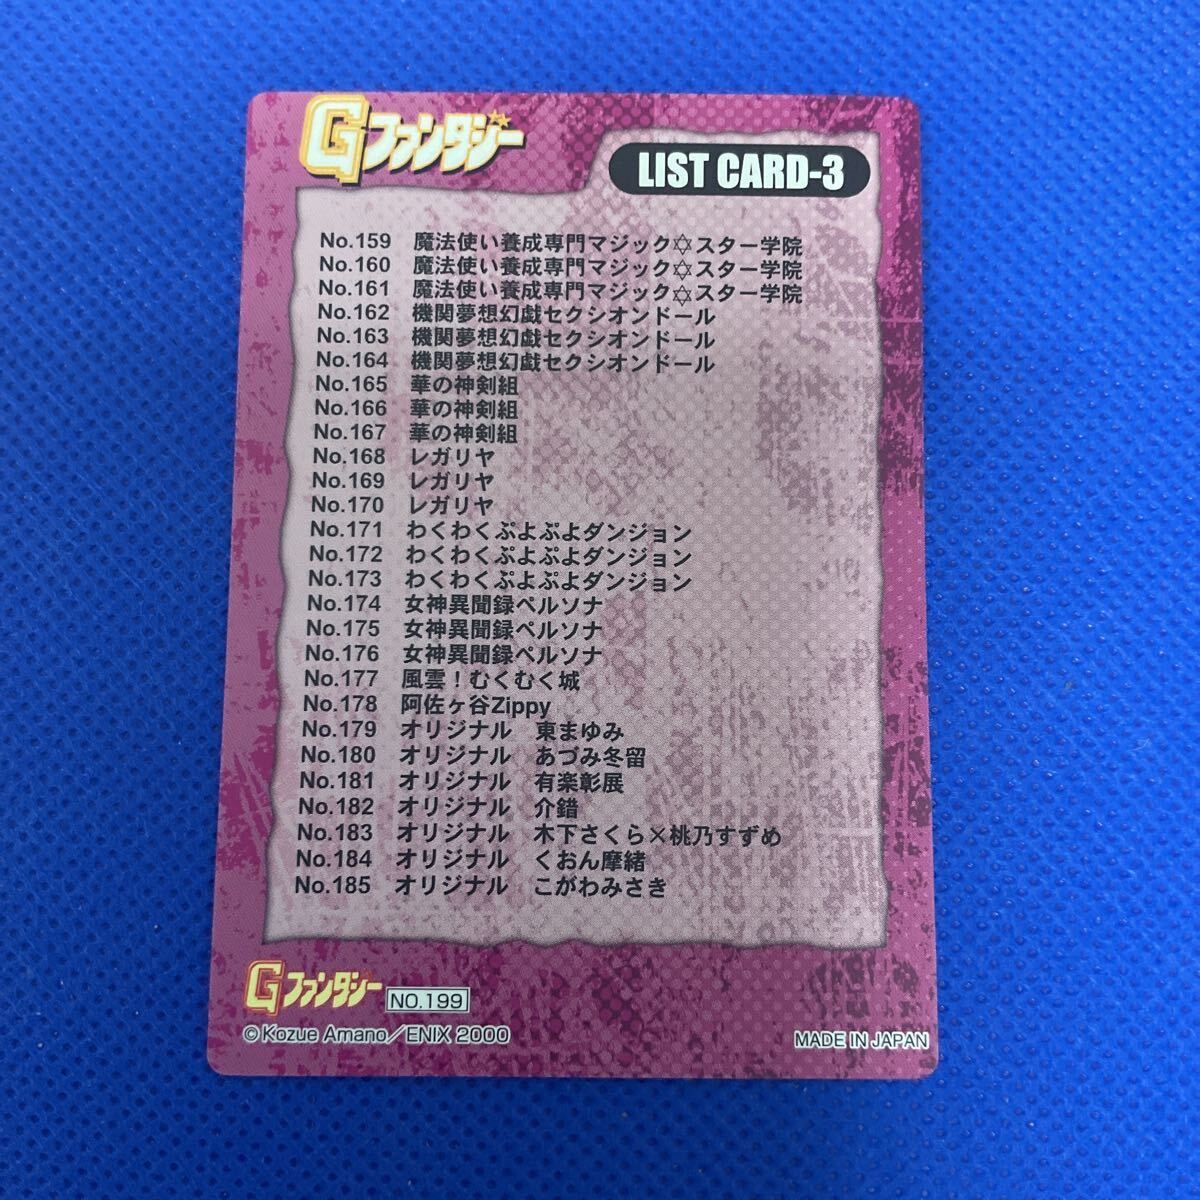 Gファンタジー
LIST CARD-3
No.159 魔法使い養成専門マジック✡スター学院
No.160 魔法使い養成専門マジック✡スター学院
No.161 魔法使い養成専門マジック✡スター学院
No.162 機関夢想幻戯セクシオンドール
No.163 機関夢想幻戯セクシオンドール
No.164 機関夢想幻戯セクシオンドール
No.165 華の神剣組
No.166 華の神剣組
No.167 華の神剣組
No.168 レガリヤ
No.169 レガリヤ
No.170 レガリヤ
No.171 わくわくぷよぷよダンジョン
No.172 わくわくぷよぷよダンジョン
No.173 わくわくぷよぷよダンジョン
No.174 女神異聞録ペルソナ
No.175 女神異聞録ペルソナ
No.176 女神異聞録ペルソナ
No.177 風雲！むくむく城
No.178 阿佐ヶ谷Zippy
No.179 オリジナル 東まゆみ
No.180 オリジナル あづみ冬留
No.181 オリジナル 有楽彰展
No.182 オリジナル 介錯
No.183 オリジナル 木下さくら×桃乃すずめ
No.184 オリジナル くおん摩緒
No.185 オリジナル こがわみさき
Gファンタジー NO.199
©Kozue Amano／ENIX 2000
MADE IN JAPAN